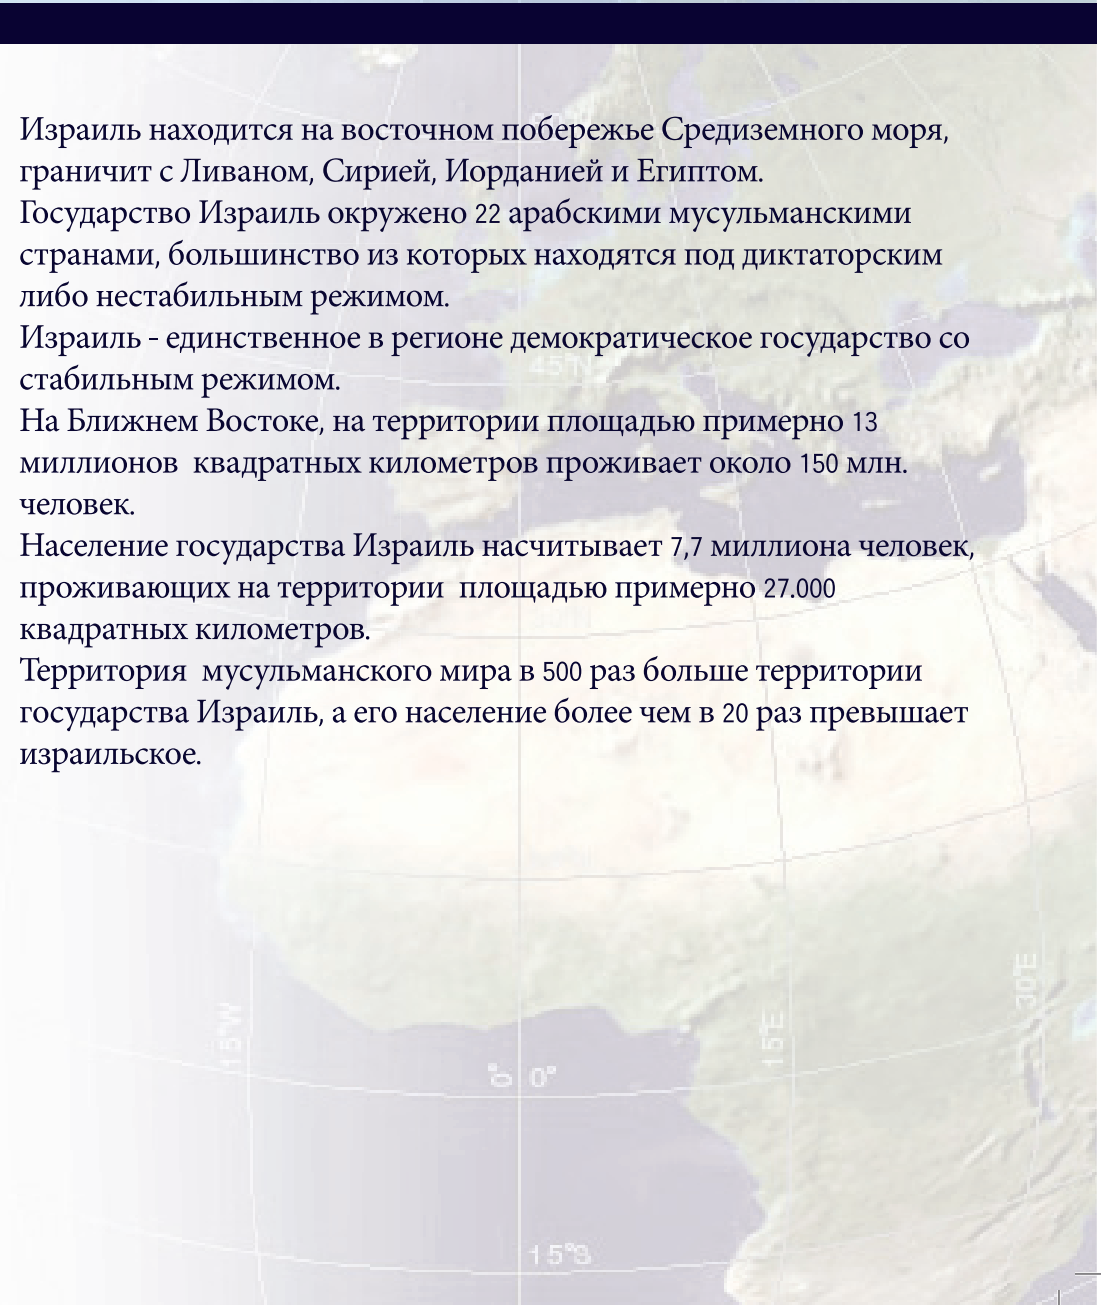 Израиль находится на восточном побережье Средиземного моря,
граничит с Ливаном, Сирией, Иорданией и Египтом.
Государство Израиль окружено 22 арабскими мусульманскими
странами, большинство из которых находятся под диктаторским
либо нестабильным режимом.
Израиль - единственное в регионе демократическое государство со
стабильным режимом.
На Ближнем Востоке, на территории площадью примерно 13
миллионов  квадратных километров проживает около 150 млн.
человек.
Население государства Израиль насчитывает 7,7 миллиона человек,
проживающих на территории  площадью примерно 27.000
квадратных километров.
Территория  мусульманского мира в 500 раз больше территории
государства Израиль, а его население более чем в 20 раз превышает
израильское.
45°N
30°E
15°W
15°E
0° 0°